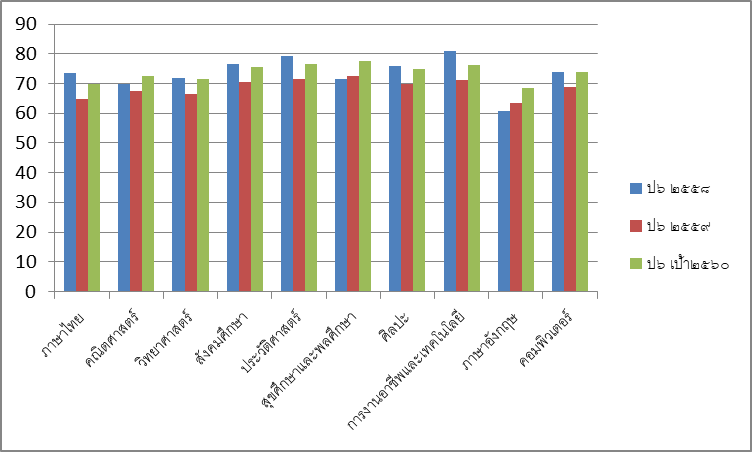 90
80
70
60
50
40
30
20
10
0
ภาษาไทย
คณิตศาสตร์
วิทยาศาสตร์
สังคมศึกษา
ประวัติศาสตร์
สุขศึกษาและพลศึกษา
ศิลปะ
การงานอาชีพและเทคโนโลยี
ภาษาอังกฤษ
คอมพิวเตอร์
ป๖ ๒๕๕๘
ป๖ ๒๕๕๙
ป๖ เป้า๒๕๖๐